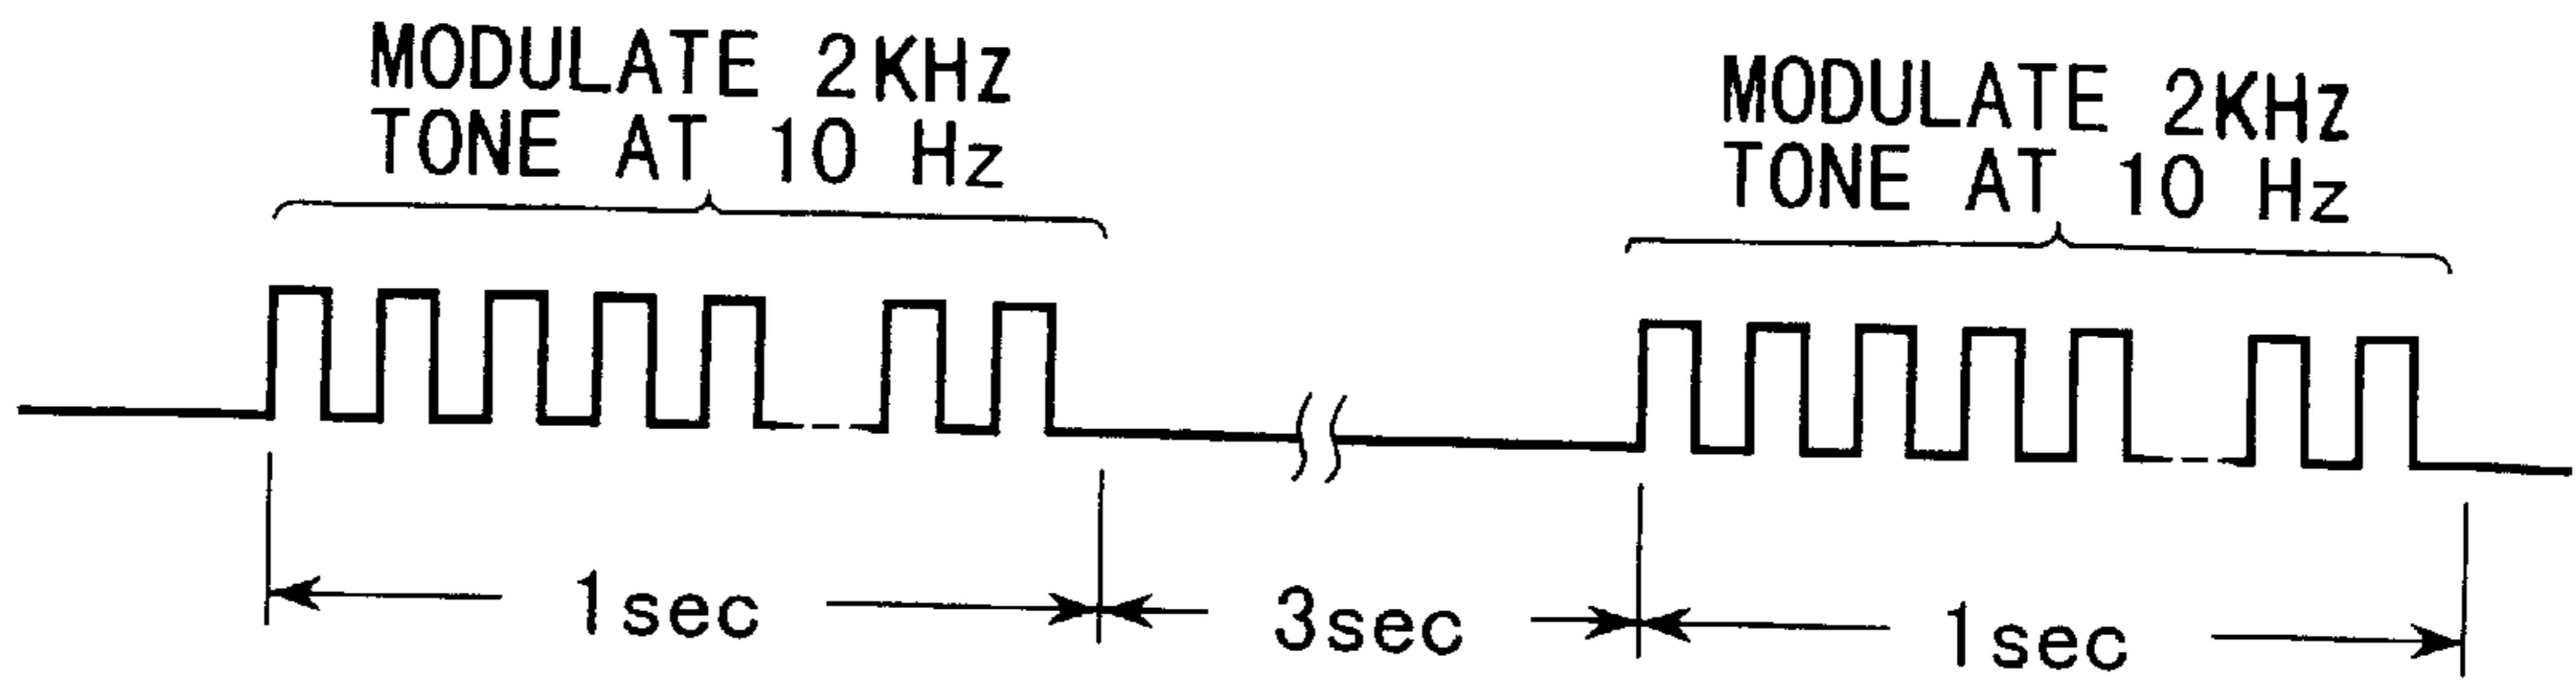 MODULATE 2KHZ
TONE AT 10 Hz
MODULATE 2KHZ
TONE AT 10 Hz
1sec
3sec
1sec